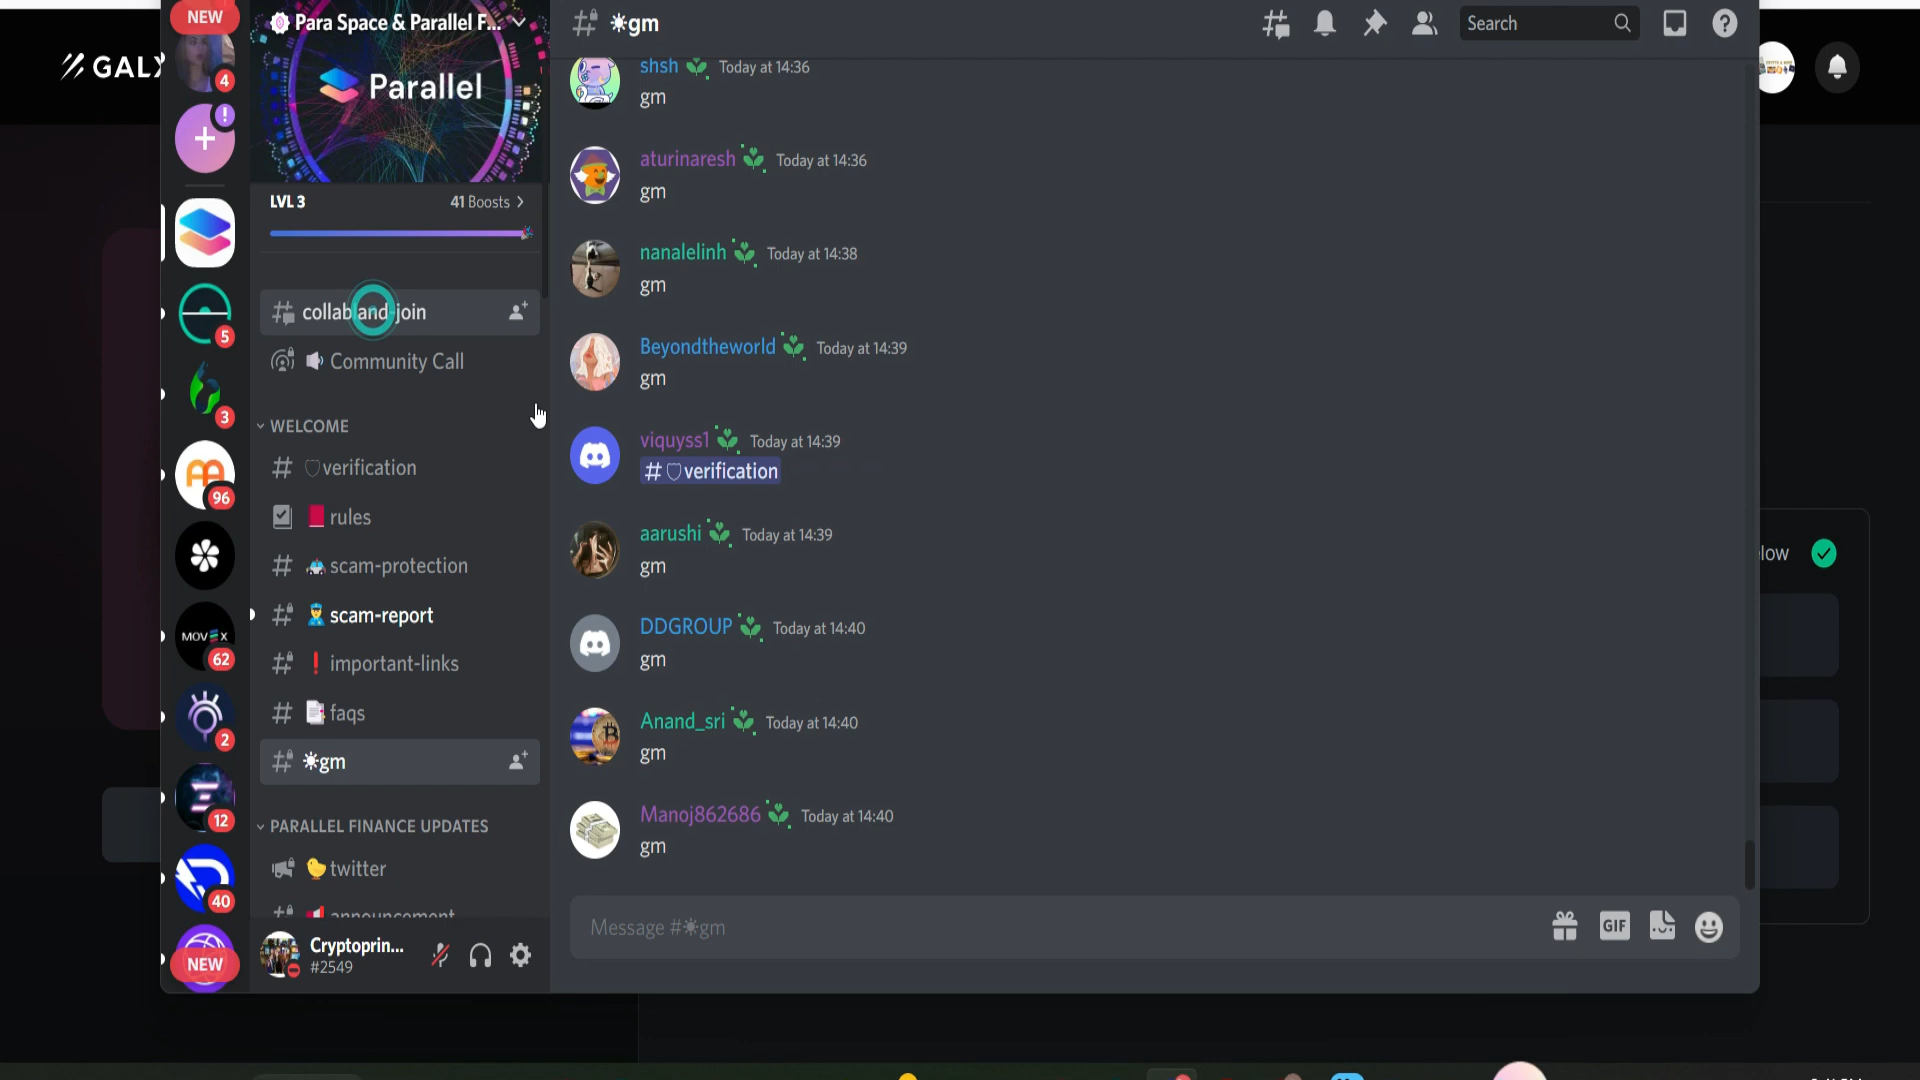 GALX
NEW
4
!
5
3
96
MOVEX
62
2
12
40
NEW
Para Space & Parallel F...
Parallel
LVL 3
41 Boosts
collabland-join
Community Call
WELCOME
verification
rules
scam-protection
scam-report
important-links
faqs
gm
PARALLEL FINANCE UPDATES
twitter
announcement
Cryptoprin...
#2549
gm
Search
shsh Today at 14:36
gm
aturinaresh Today at 14:36
gm
nanalelinh Today at 14:38
gm
Beyondtheworld Today at 14:39
gm
viquyss1 Today at 14:39
# verification
aarushi Today at 14:39
gm
DDGROUP Today at 14:40
gm
Anand_sri Today at 14:40
gm
Manoj862686 Today at 14:40
gm
Message #☀gm
GIF
low